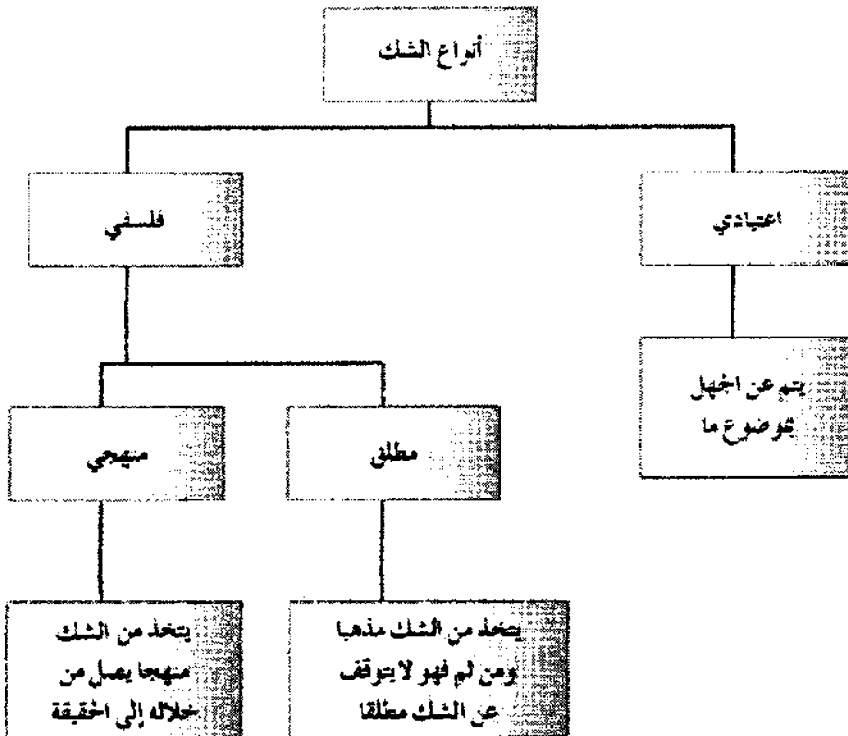 أنواع الشك
اعتيادي
فلسفي
يتم عن الجهل
بموضوع ما
مطلق
منهجي
يتخذ من الشك مذهبا
ومن ثم فهو لا يتوقف
عن الشك مطلقا
يتخذ من الشك
منهجا يصل من
خلاله إلى الحقيقة